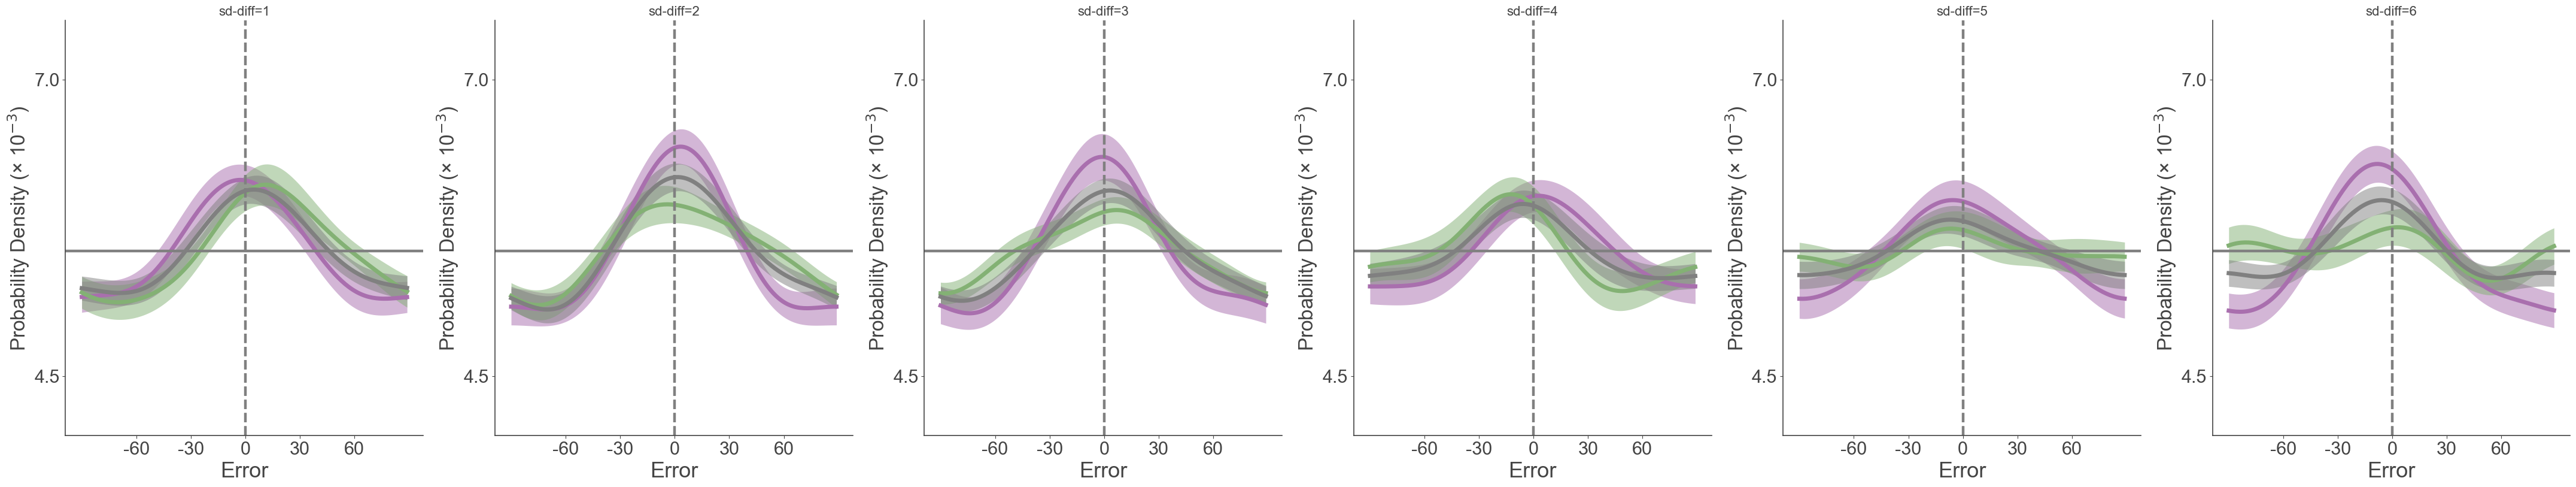 sd-diff=1
7.0
4.5
Probability Density (× 10⁻³)
-60 -30 0 30 60
Error
sd-diff=2
7.0
4.5
Probability Density (× 10⁻³)
-60 -30 0 30 60
Error
sd-diff=3
7.0
4.5
Probability Density (× 10⁻³)
-60 -30 0 30 60
Error
sd-diff=4
7.0
4.5
Probability Density (× 10⁻³)
-60 -30 0 30 60
Error
sd-diff=5
7.0
4.5
Probability Density (× 10⁻³)
-60 -30 0 30 60
Error
sd-diff=6
7.0
4.5
Probability Density (× 10⁻³)
-60 -30 0 30 60
Error